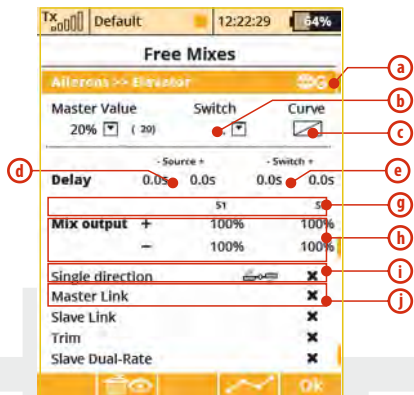 Tx Default 12:22:29 64%
Free Mixes
Ailerons >> Elevator
Master Value Switch Curve
20% ( 20)
- Source + - Switch +
Delay 0.0s 0.0s 0.0s 0.0s
S1
Mix output + 100% 100%
− 100% 100%
Single direction
Master Link
Slave Link
Trim
Slave Dual-Rate
Ok
a
b
c
d
e
g
h
i
j